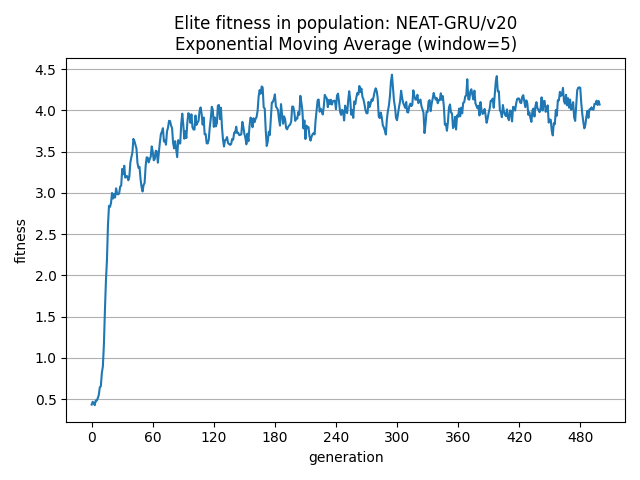 Elite fitness in population: NEAT-GRU/v20
Exponential Moving Average (window=5)
4.5
4.0
3.5
3.0
2.5
2.0
1.5
1.0
0.5
fitness
0 60 120 180 240 300 360 420 480
generation